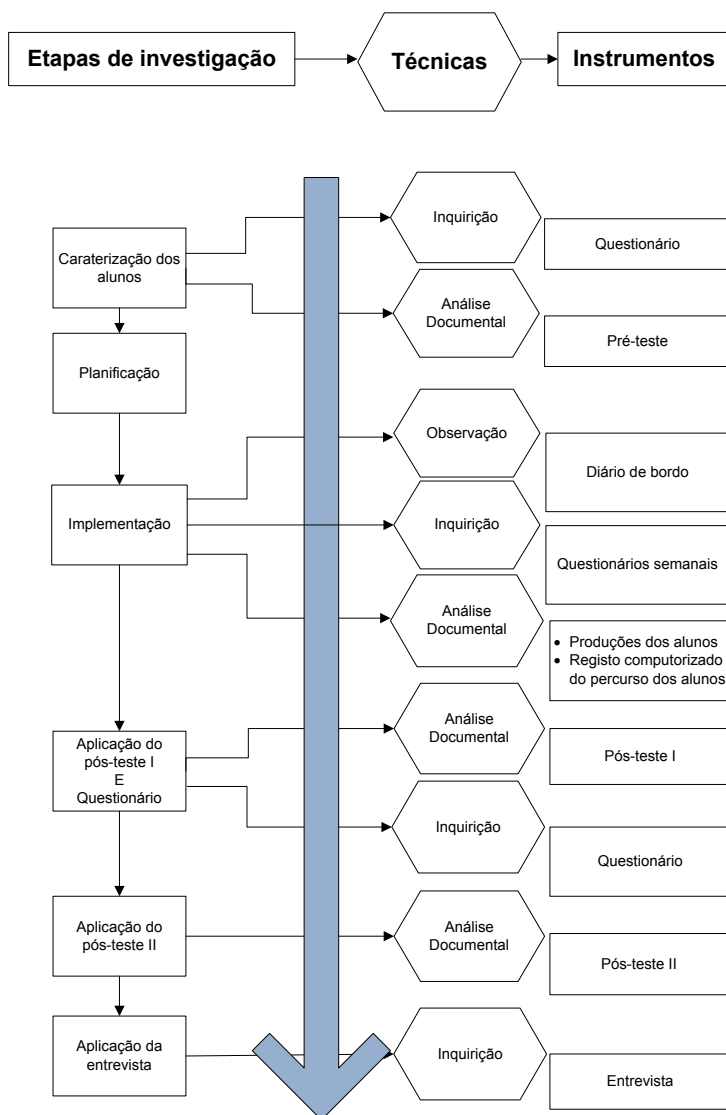 Etapas de investigação
Técnicas
Instrumentos
Caraterização dos
alunos
Inquirição
Questionário
Análise
Documental
Pré-teste
Planificação
Implementação
Observação
Diário de bordo
Inquirição
Questionários semanais
Análise
Documental
• Produções dos alunos
• Registo computorizado
do percurso dos alunos
Aplicação do
pós-teste I
E
Questionário
Análise
Documental
Pós-teste I
Inquirição
Questionário
Aplicação do
pós-teste II
Análise
Documental
Pós-teste II
Aplicação da
entrevista
Inquirição
Entrevista